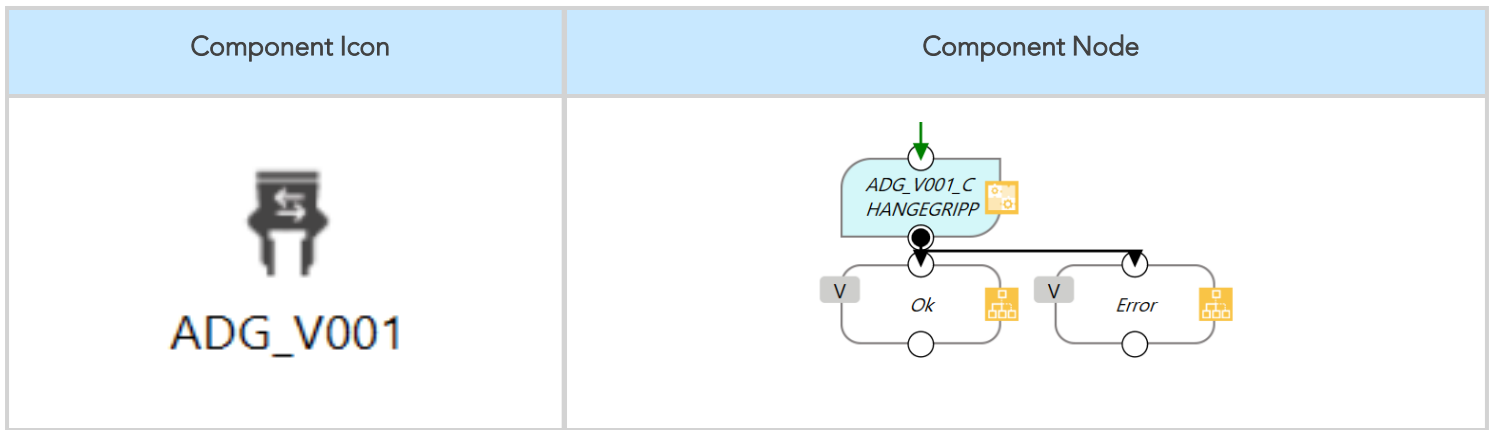 Component Icon
Component Node
ADG_V001
ADG_V001_C
HANGEGRIPP
V
Ok
V
Error